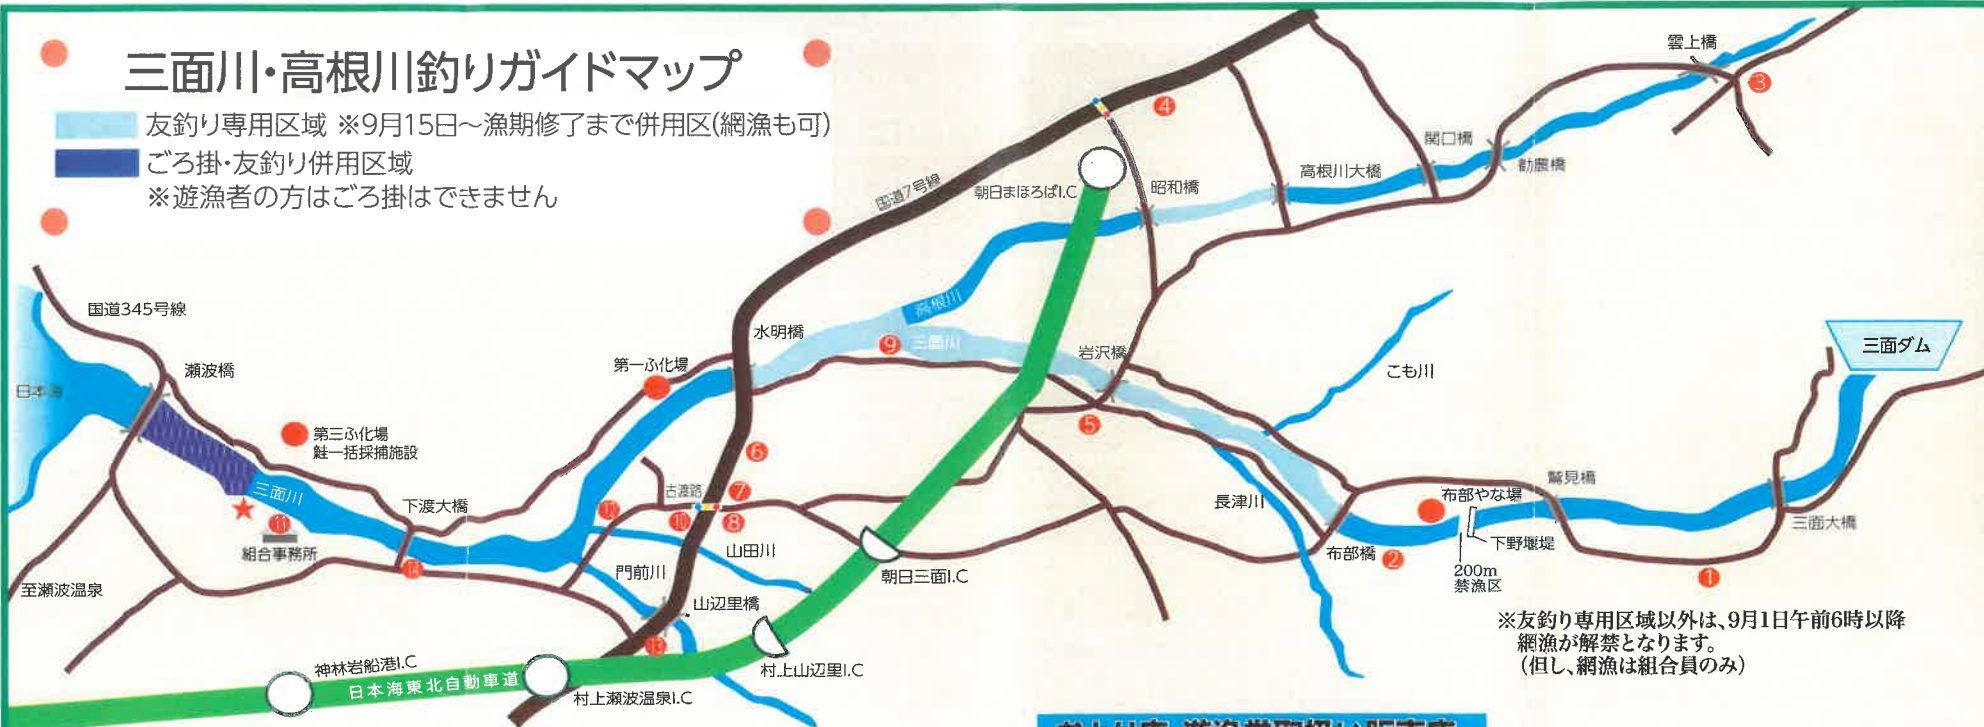 三面川・高根川釣りガイドマップ
友釣り専用区域 ※9月15日～漁期修了まで併用区(網漁も可)
ごろ掛・友釣り併用区域
※遊漁者の方はごろ掛はできません
雲上橋
3
4
関口橋
勧農橋
高根川大橋
国道7号線
朝日まほろばI.C
昭和橋
国道345号線
高根川
水明橋
三面ダム
瀬波橋
第一ふ化場
9
三面川
岩沢橋
こも川
日本海
第三ふ化場
鮭一括採捕施設
5
6
三面川
下渡大橋
古渡路
7
鷲見橋
布部やな場
長津川
12
10
8
11
組合事務所
山田川
三面大橋
下野堰堤
布部橋
2
200m
禁漁区
14
門前川
朝日三面I.C
1
至瀬波温泉
山辺里橋
13
※友釣り専用区域以外は、9月1日午前6時以降
網漁が解禁となります。
(但し、網漁は組合員のみ)
神林岩船港I.C
日本海東北自動車道
村上山辺里I.C
村上瀬波温泉I.C